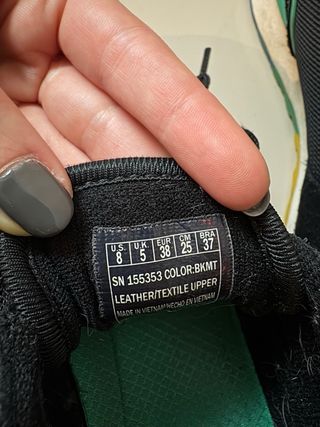 U.S. U.K EUR CM BRA
8 5 38 25 37
SN 155353 COLOR:BKMT
LEATHER/TEXTILE UPPER
MADE IN VIETNAM/HECHO EN VIETNAM